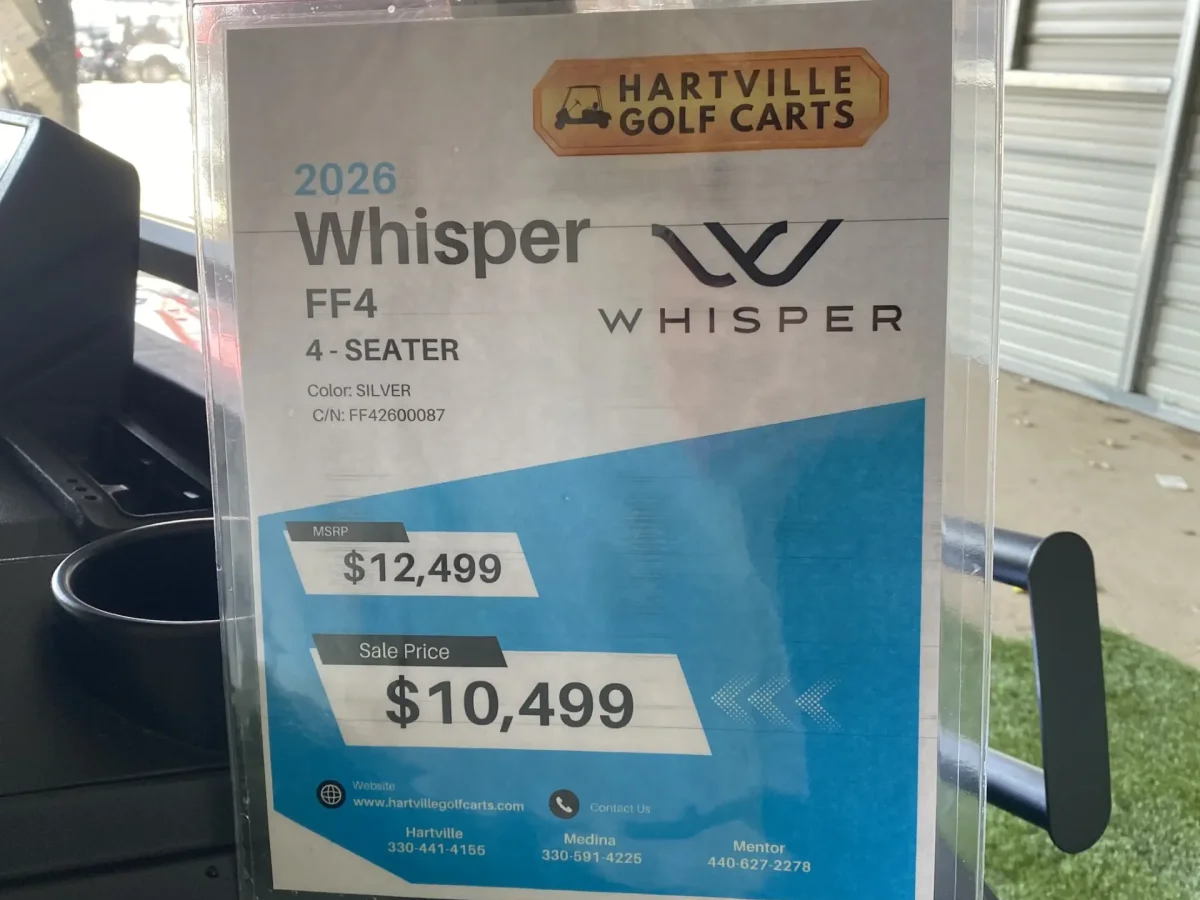 HARTVILLE
GOLF CARTS
2026
Whisper
FF4
4 - SEATER
Color: SILVER
C/N: FF42600087
WHISPER
MSRP
$12,499
Sale Price
$10,499
Website
www.hartvillegolfcarts.com
Contact Us
Hartville
330-441-4155
Medina
330-591-4225
Mentor
440-627-2278